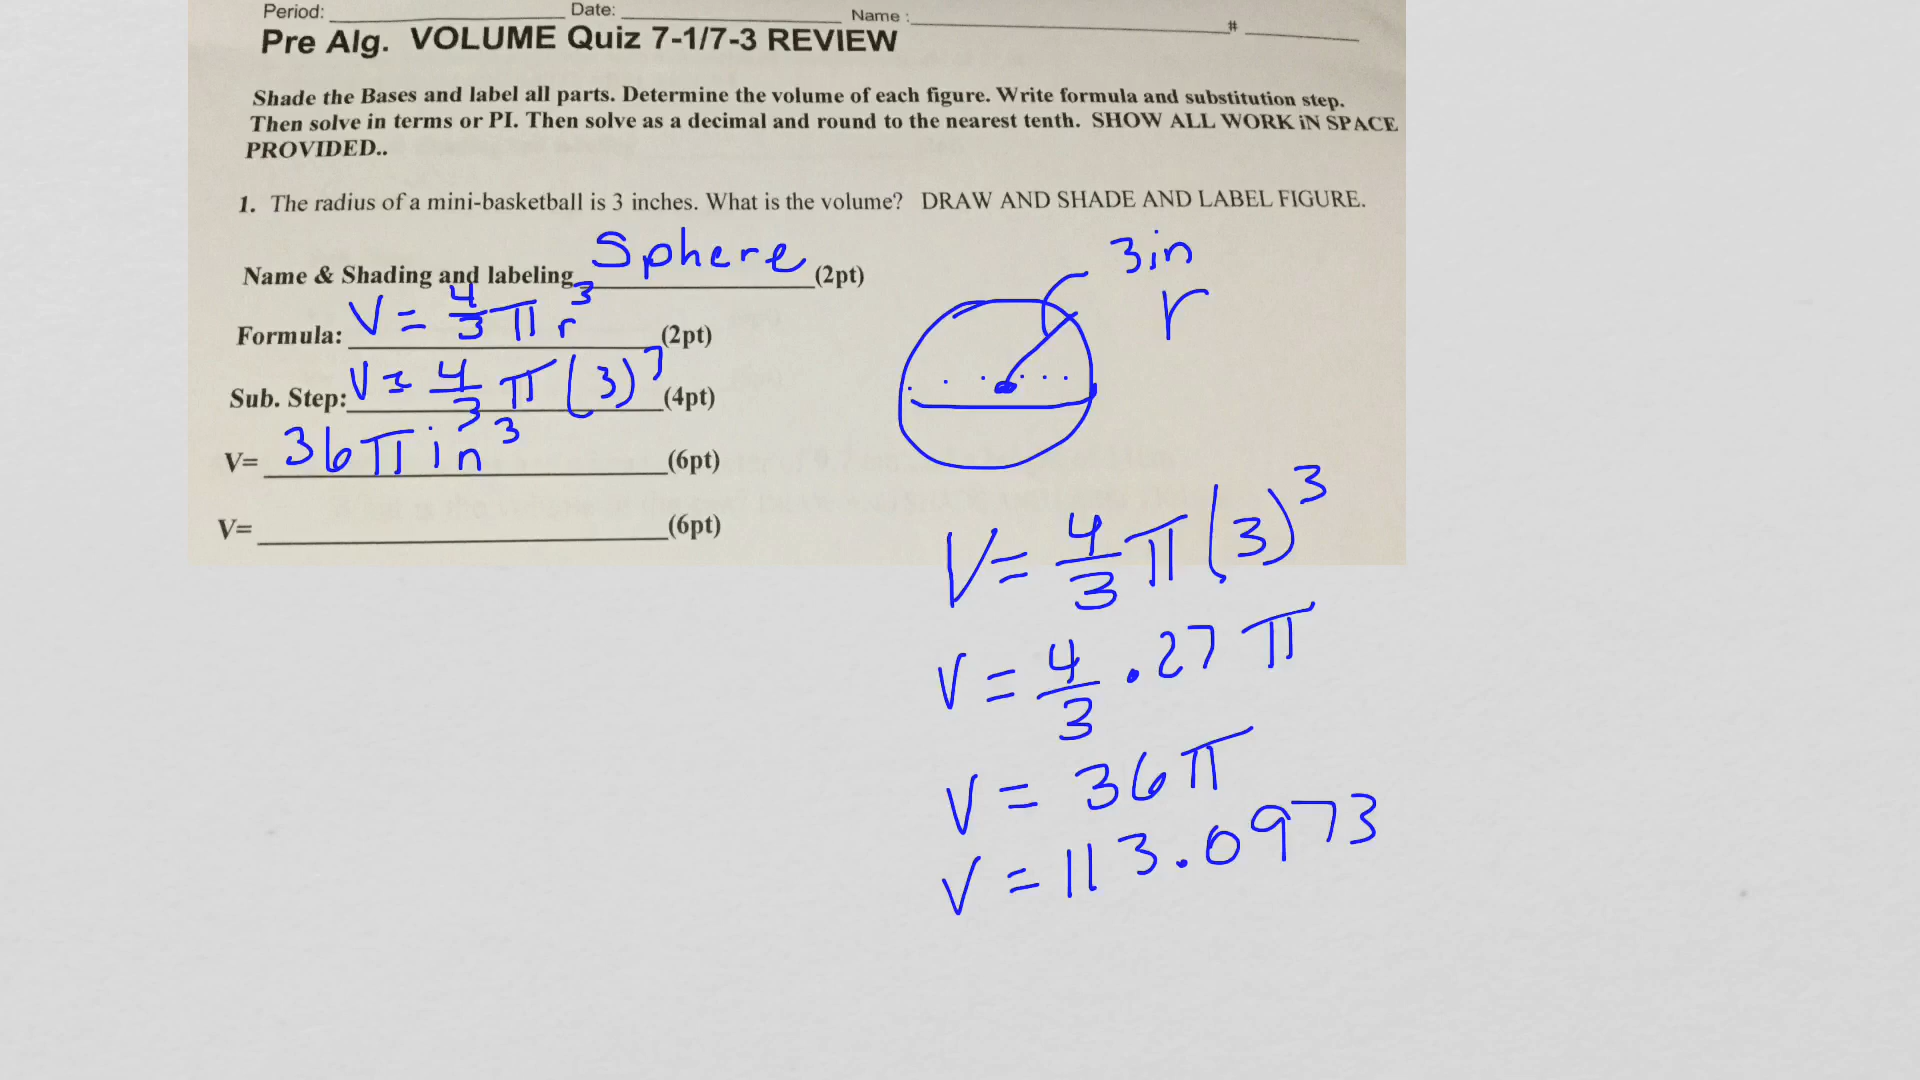 Period: Date: Name : #
Pre Alg. VOLUME Quiz 7-1/7-3 REVIEW
Shade the Bases and label all parts. Determine the volume of each figure. Write formula and substitution step.
Then solve in terms or PI. Then solve as a decimal and round to the nearest tenth. SHOW ALL WORK iN SPACE
PROVIDED..
1. The radius of a mini-basketball is 3 inches. What is the volume? DRAW AND SHADE AND LABEL FIGURE.
Name & Shading and labeling Sphere (2pt)
Formula: V = 4/3 π r³ (2pt)
Sub. Step: V = 4/3 π (3)³ (4pt)
V= 36π in³ (6pt)
V= (6pt)
3in
r
V = 4/3 π (3)³
V = 4/3 · 27 π
V = 36π
V = 113.0973